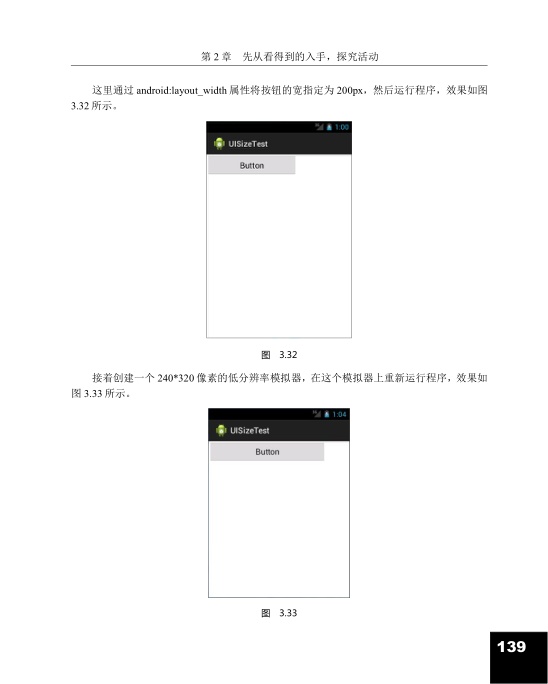 第 2 章 先从看得到的入手，探究活动
这里通过 android:layout_width 属性将按钮的宽指定为 200px，然后运行程序，效果如图
3.32 所示。
1:00
UISizeTest
Button
图 3.32
接着创建一个 240*320 像素的低分辨率模拟器，在这个模拟器上重新运行程序，效果如
图 3.33 所示。
1:04
UISizeTest
Button
图 3.33
139